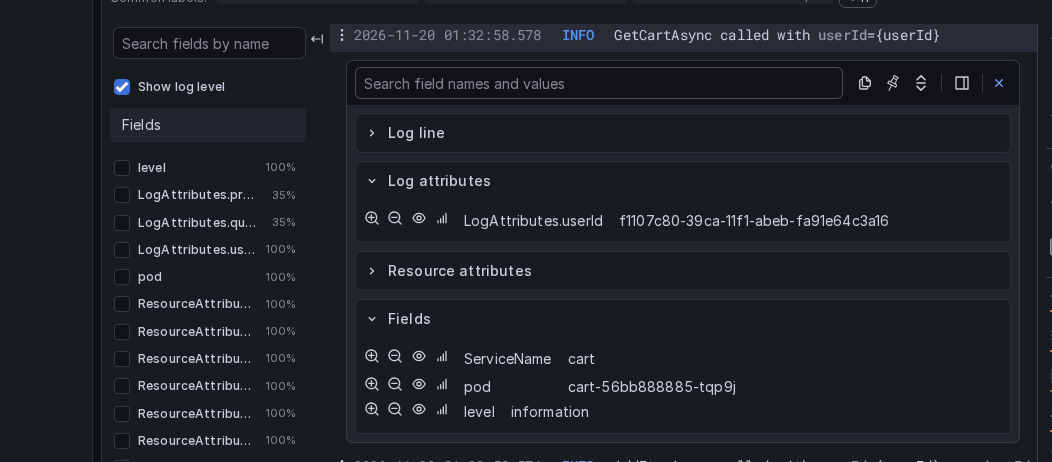 Search fields by name
Show log level
Fields
level 100%
LogAttributes.pr... 35%
LogAttributes.qu... 35%
LogAttributes.us... 100%
pod 100%
ResourceAttribu... 100%
ResourceAttribu... 100%
ResourceAttribu... 100%
ResourceAttribu... 100%
ResourceAttribu... 100%
ResourceAttribu... 100%
2026-11-20 01:32:58.578 INFO GetCartAsync called with userId={userId}
Search field names and values
Log line
Log attributes
LogAttributes.userId f1107c80-39ca-11f1-abeb-fa91e64c3a16
Resource attributes
Fields
ServiceName cart
pod cart-56bb888885-tqp9j
level information